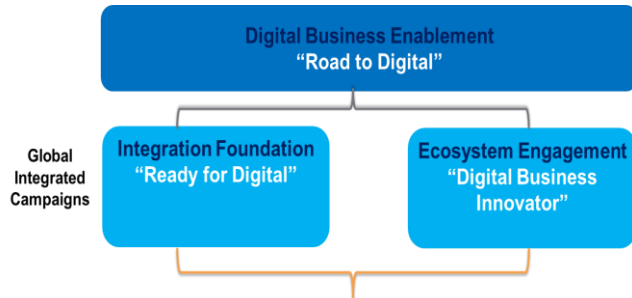 Digital Business Enablement
“Road to Digital”
Global
Integrated
Campaigns
Integration Foundation
“Ready for Digital”
Ecosystem Engagement
“Digital Business
Innovator”